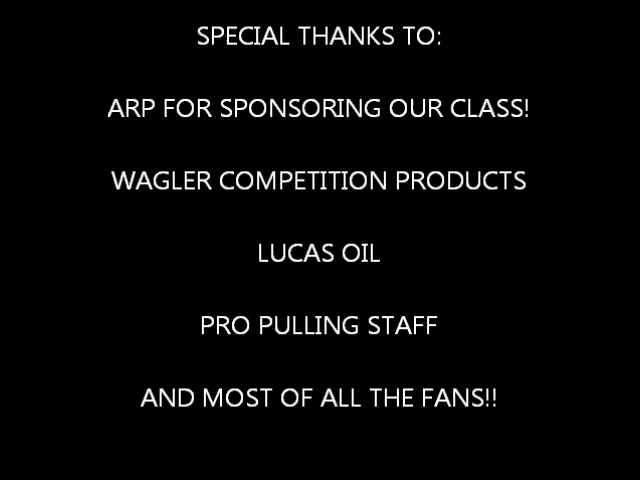 SPECIAL THANKS TO:
ARP FOR SPONSORING OUR CLASS!
WAGLER COMPETITION PRODUCTS
LUCAS OIL
PRO PULLING STAFF
AND MOST OF ALL THE FANS!!